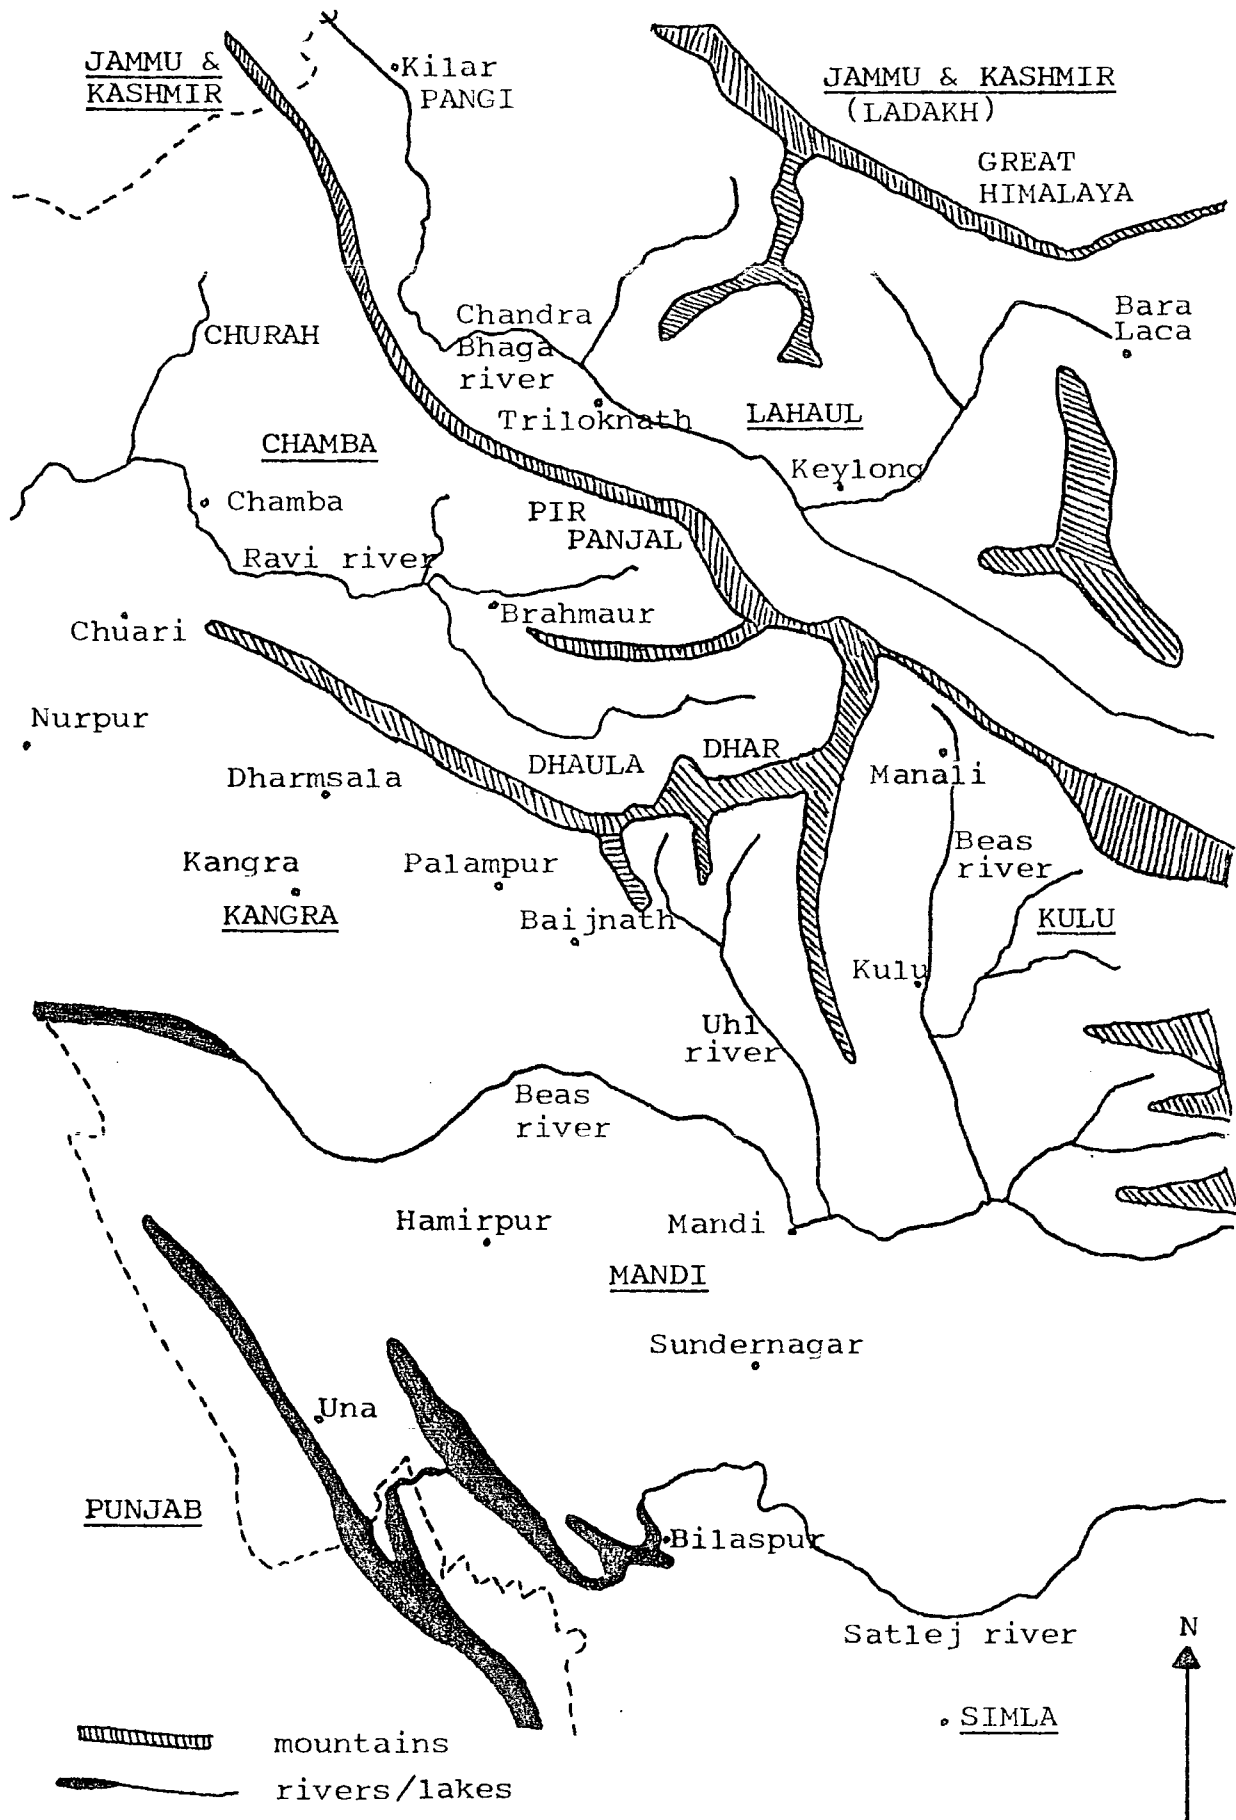 JAMMU &
KASHMIR
Kilar
PANGI
JAMMU & KASHMIR
(LADAKH)
GREAT
HIMALAYA
Bara
Laca
CHURAH
Chandra
Bhaga
river
Triloknath
LAHAUL
CHAMBA
Keylong
Chamba
PIR
PANJAL
Ravi river
Brahmaur
Chuari
Nurpur
DHAULA
DHAR
Manali
Dharmsala
Beas
river
Kangra
KANGRA
Palampur
Baijnath
KULU
Kulu
Uhl
river
Beas
river
Hamirpur
Mandi
MANDI
Sundernagar
Una
PUNJAB
Bilaspur
Satlej river
N
SIMLA
mountains
rivers/lakes